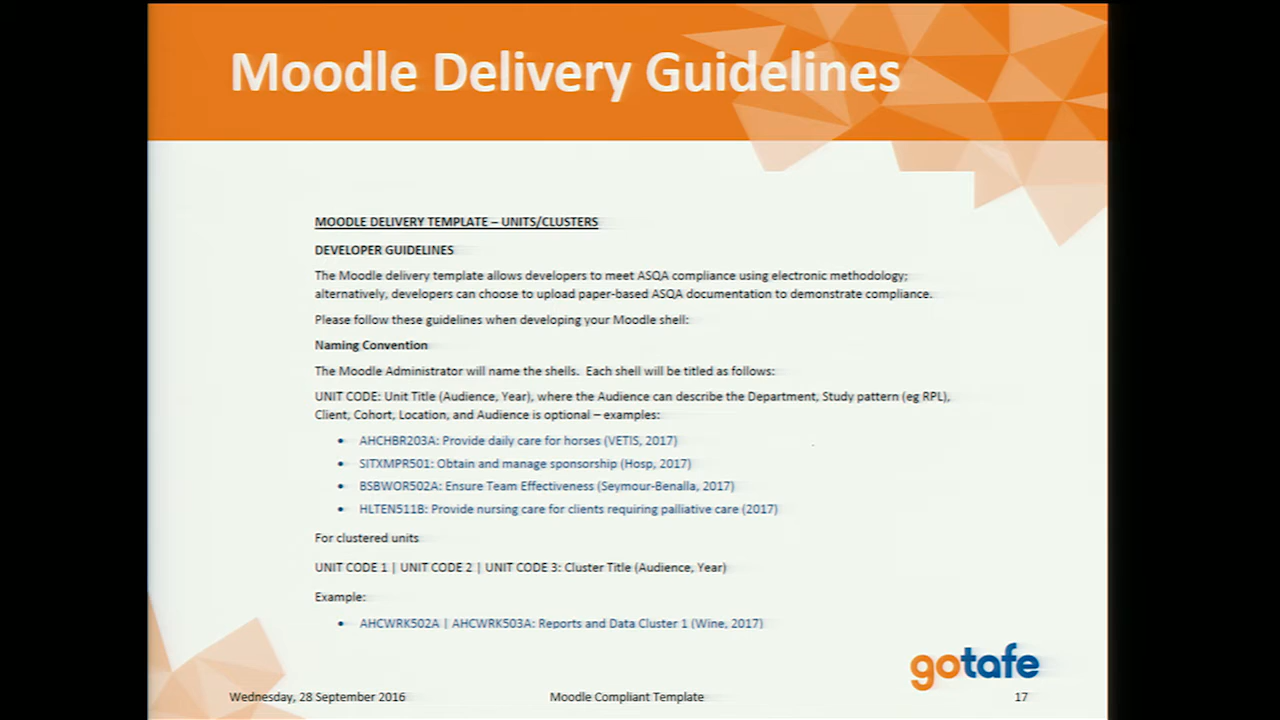 Moodle Delivery Guidelines
MOODLE DELIVERY TEMPLATE – UNITS/CLUSTERS
DEVELOPER GUIDELINES
The Moodle delivery template allows developers to meet ASQA compliance using electronic methodology;
alternatively, developers can choose to upload paper-based ASQA documentation to demonstrate compliance.
Please follow these guidelines when developing your Moodle shell:
Naming Convention
The Moodle Administrator will name the shells. Each shell will be titled as follows:
UNIT CODE: Unit Title (Audience, Year), where the Audience can describe the Department, Study pattern (eg RPL),
Client, Cohort, Location, and Audience is optional – examples:
• AHCHBR203A: Provide daily care for horses (VETIS, 2017)
• SITXMPR501: Obtain and manage sponsorship (Hosp, 2017)
• BSBWOR502A: Ensure Team Effectiveness (Seymour-Benalla, 2017)
• HLTEN511B: Provide nursing care for clients requiring palliative care (2017)
For clustered units
UNIT CODE 1 | UNIT CODE 2 | UNIT CODE 3: Cluster Title (Audience, Year)
Example:
• AHCWRK502A | AHCWRK503A: Reports and Data Cluster 1 (Wine, 2017)
gotafe
Wednesday, 28 September 2016 Moodle Compliant Template 17